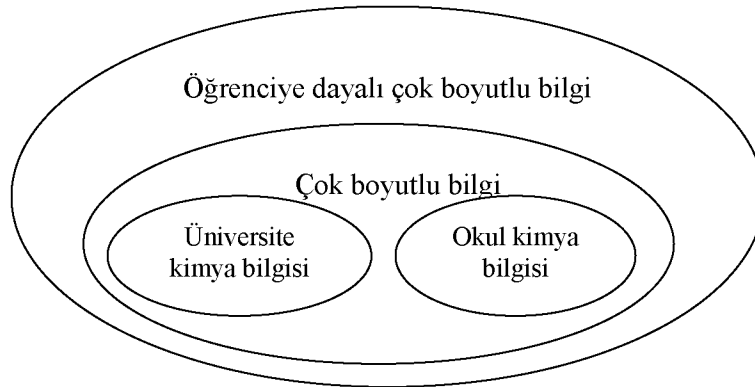 Öğrenciye dayalı çok boyutlu bilgi
Çok boyutlu bilgi
Üniversite
kimya bilgisi
Okul kimya
bilgisi